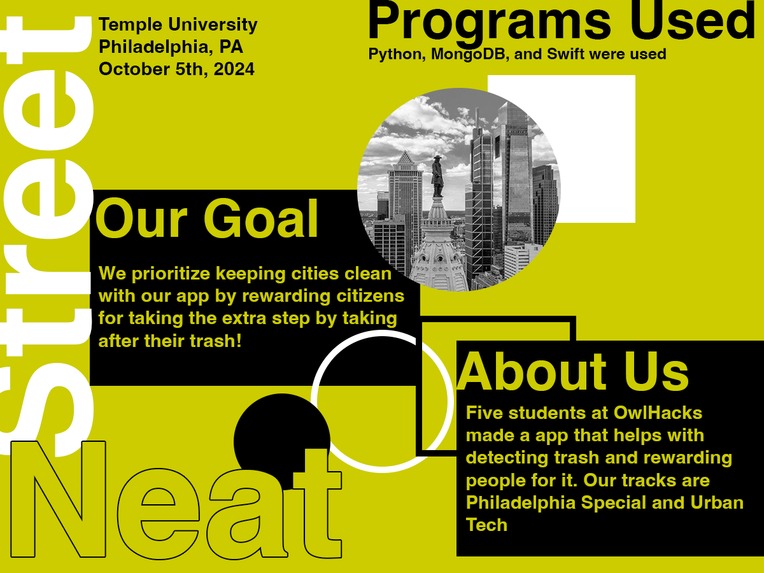 Street
Neat
Temple University
Philadelphia, PA
October 5th, 2024
Programs Used
Python, MongoDB, and Swift were used
Our Goal
We prioritize keeping cities clean
with our app by rewarding citizens
for taking the extra step by taking
after their trash!
About Us
Five students at OwlHacks
made a app that helps with
detecting trash and rewarding
people for it. Our tracks are
Philadelphia Special and Urban
Tech